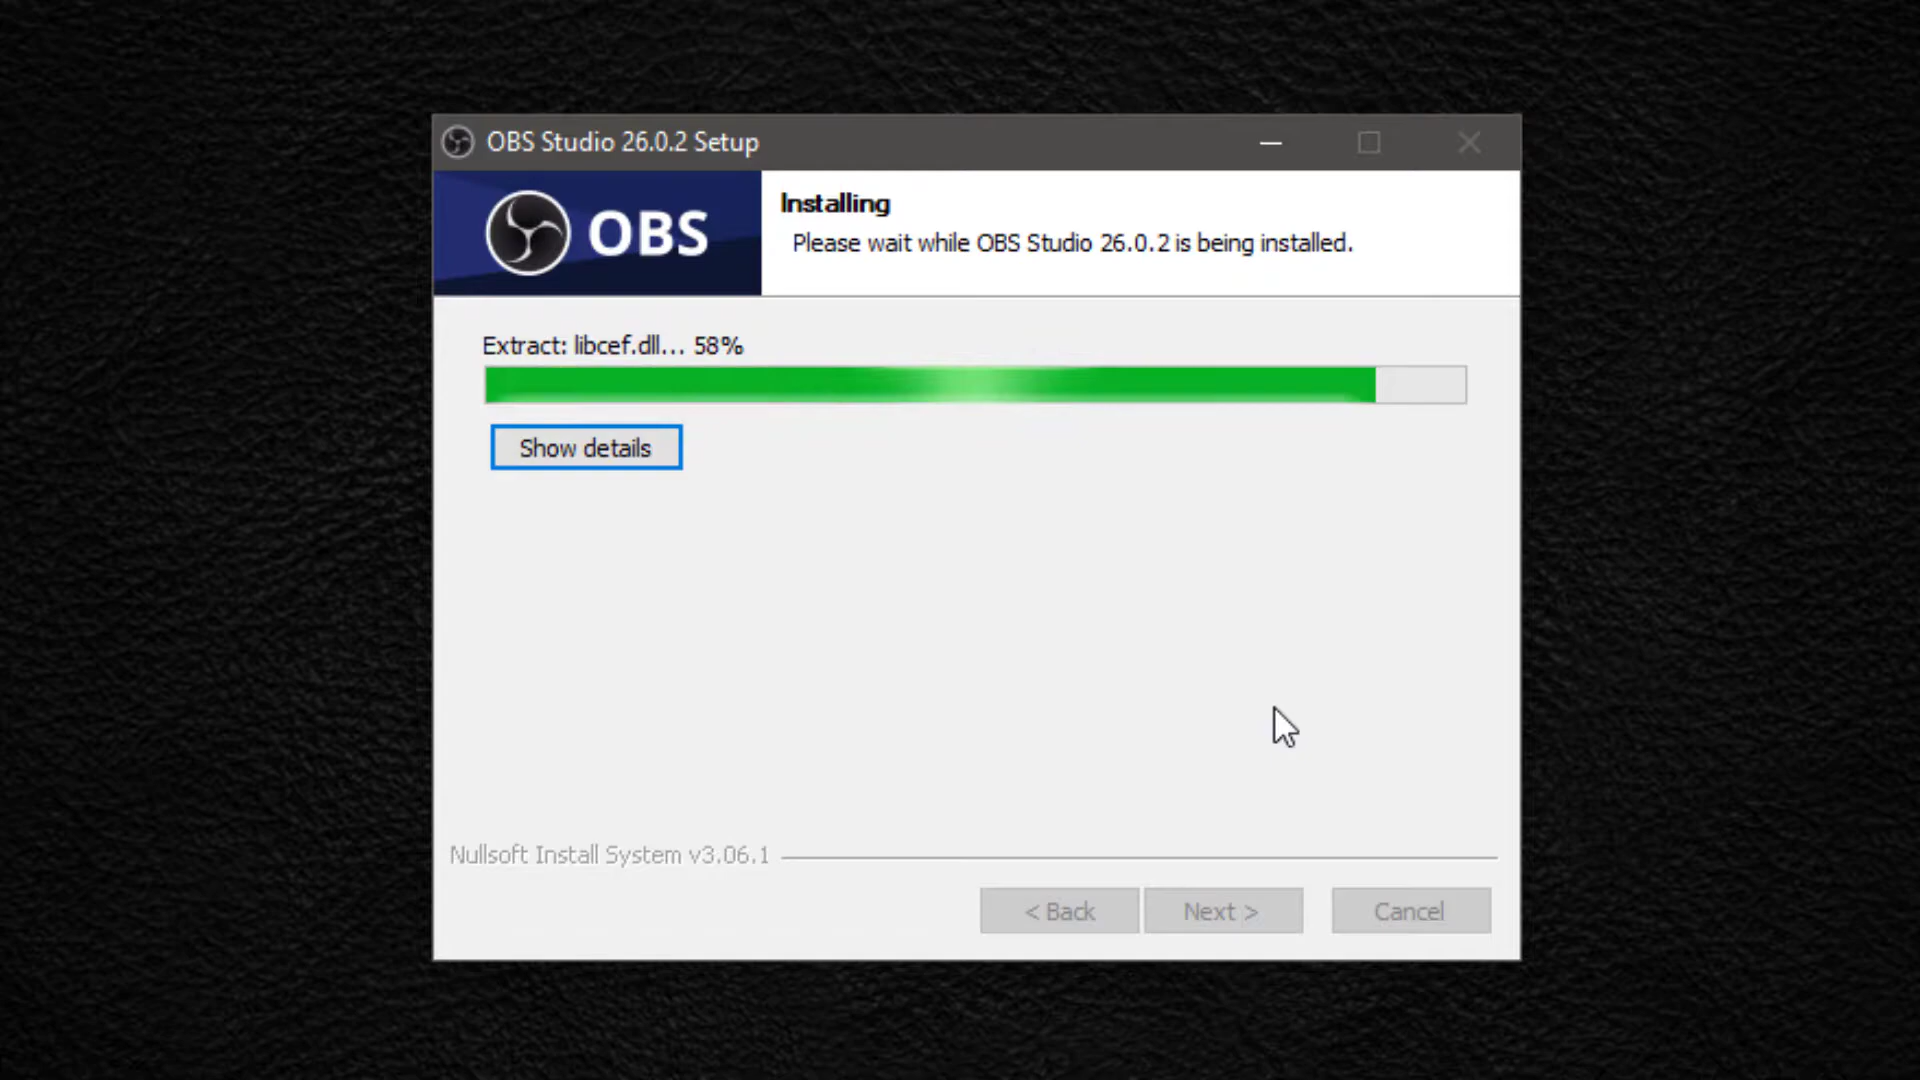 OBS Studio 26.0.2 Setup
OBS
Installing
Please wait while OBS Studio 26.0.2 is being installed.
Extract: libcef.dll... 58%
Show details
Nullsoft Install System v3.06.1
< Back
Next >
Cancel